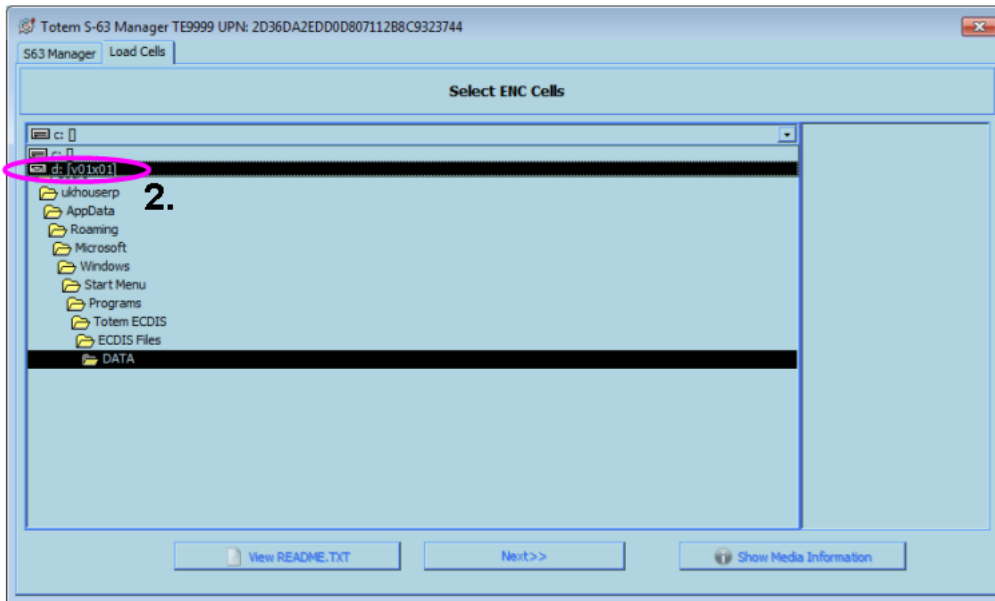 Totem S-63 Manager TE9999 UPN: 2D36DA2EDD0D807112B8C9323744
S63 Manager Load Cells
Select ENC Cells
c: []
c: []
d: [v01x01]
2.
ukhouserp
AppData
Roaming
Microsoft
Windows
Start Menu
Programs
Totem ECDIS
ECDIS Files
DATA
View README.TXT Next>> Show Media Information